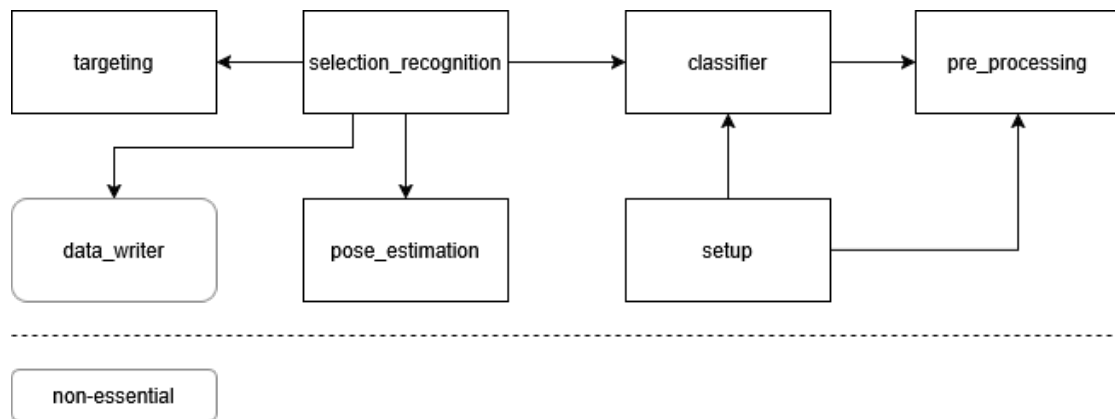 targeting
selection_recognition
classifier
pre_processing
data_writer
pose_estimation
setup
non-essential